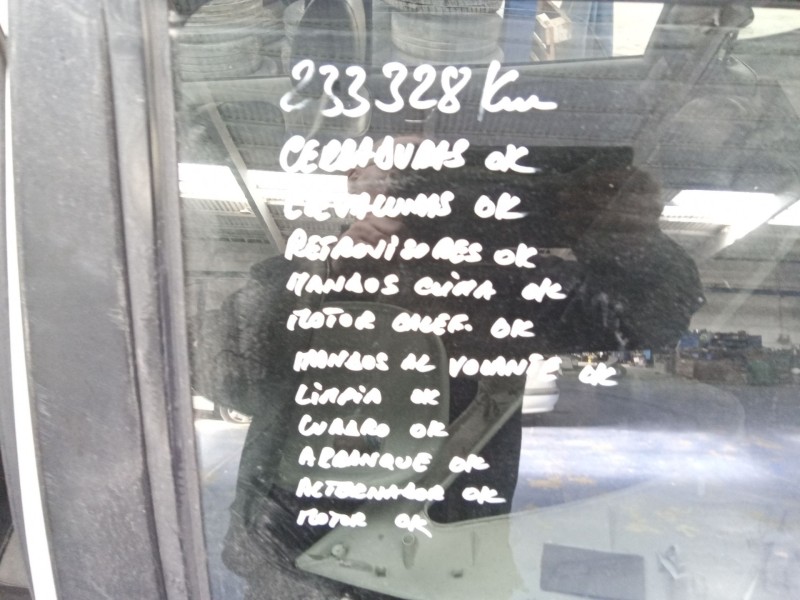 233328 Km
CERRADURAS OK
ELEVALUNAS OK
RETROVISORES OK
MANDOS CLIMA OK
MOTOR CALEF. OK
MANDOS AL VOLANTE OK
LIMPIA OK
CUADRO OK
ARRANQUE OK
ALTERNADOR OK
MOTOR OK